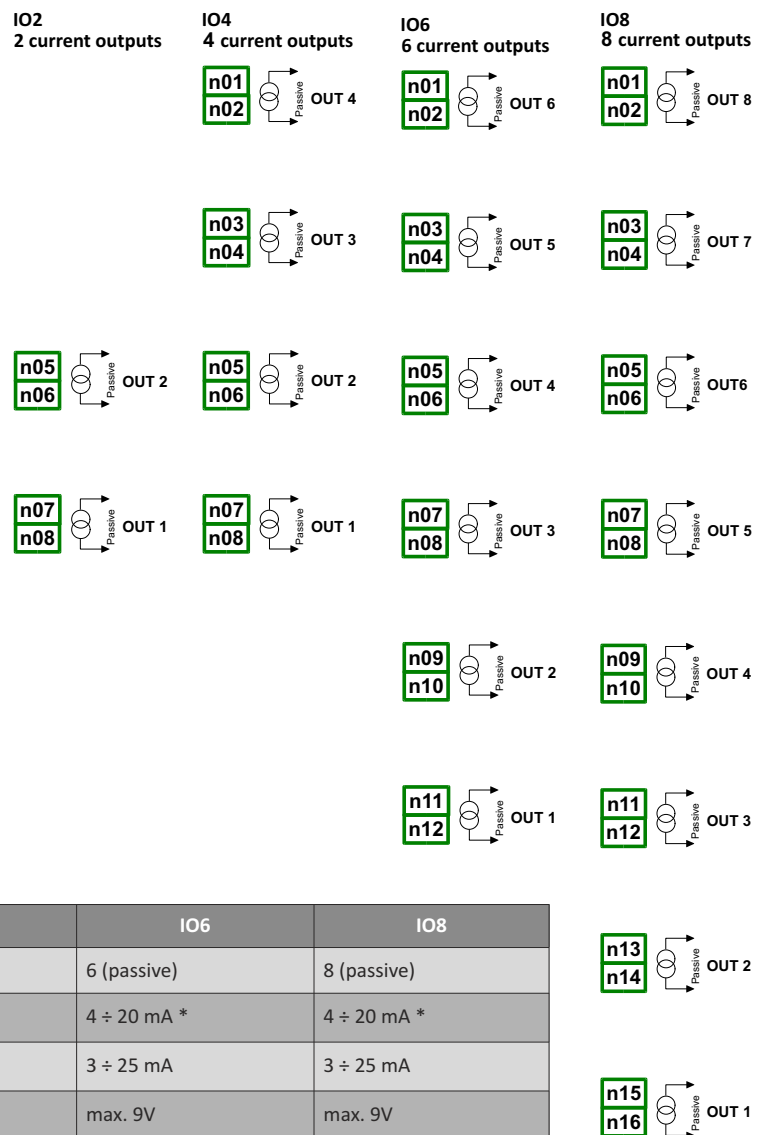 IO2
2 current outputs
IO4
4 current outputs
IO6
6 current outputs
IO8
8 current outputs
n01
n02
Passive
OUT 4
n01
n02
Passive
OUT 6
n01
n02
Passive
OUT 8
n03
n04
Passive
OUT 3
n03
n04
Passive
OUT 5
n03
n04
Passive
OUT 7
n05
n06
Passive
OUT 2
n05
n06
Passive
OUT 2
n05
n06
Passive
OUT 4
n05
n06
Passive
OUT6
n07
n08
Passive
OUT 1
n07
n08
Passive
OUT 1
n07
n08
Passive
OUT 3
n07
n08
Passive
OUT 5
n09
n10
Passive
OUT 2
n09
n10
Passive
OUT 4
n11
n12
Passive
OUT 1
n11
n12
Passive
OUT 3
n13
n14
Passive
OUT 2
n15
n16
Passive
OUT 1
IO6 IO8
6 (passive) 8 (passive)
4 ÷ 20 mA * 4 ÷ 20 mA *
3 ÷ 25 mA 3 ÷ 25 mA
max. 9V max. 9V